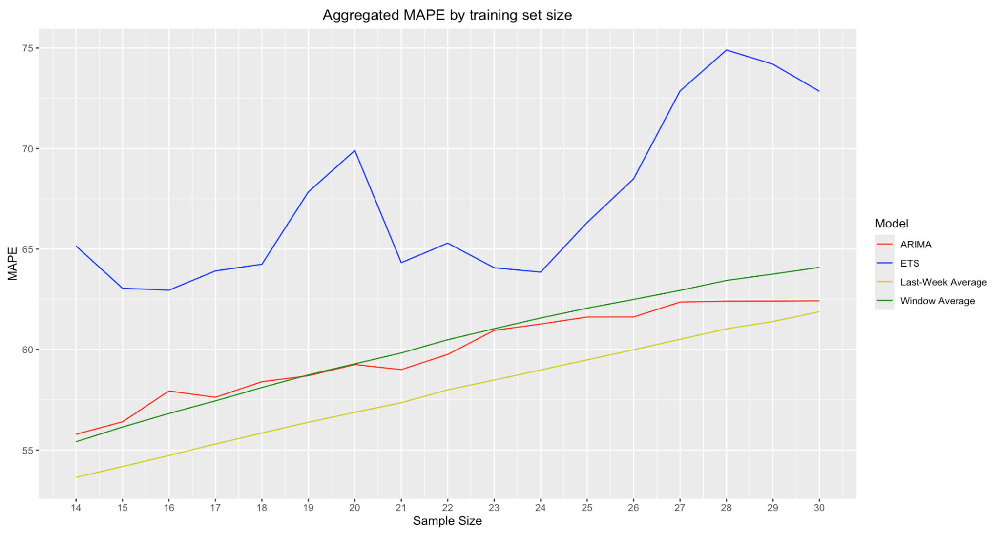 Aggregated MAPE by training set size
75
70
65
60
55
MAPE
14 15 16 17 18 19 20 21 22 23 24 25 26 27 28 29 30
Sample Size
Model
ARIMA
ETS
Last-Week Average
Window Average